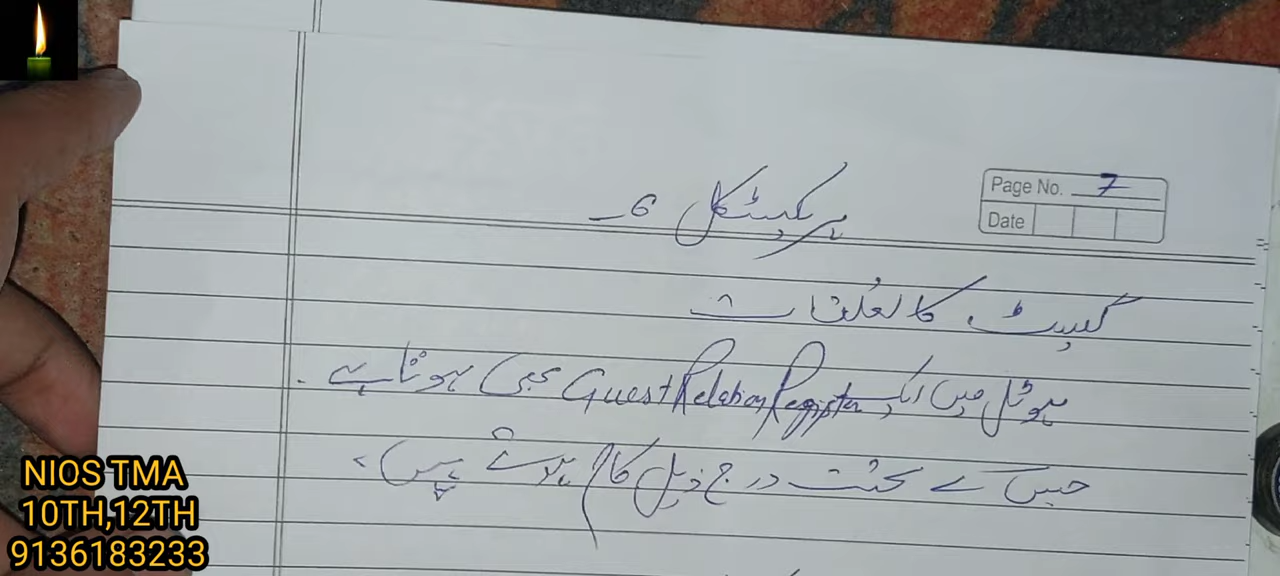 Page No. 7
Date
پریکٹیکل 6-
گیسٹ کا تعلقات
ہوٹل میں ایک Guest Relation Register بھی ہوتا ہے۔
جس کے تحت درج ذیل کام ہوتے ہیں،
NIOS TMA
10TH,12TH
9136183233